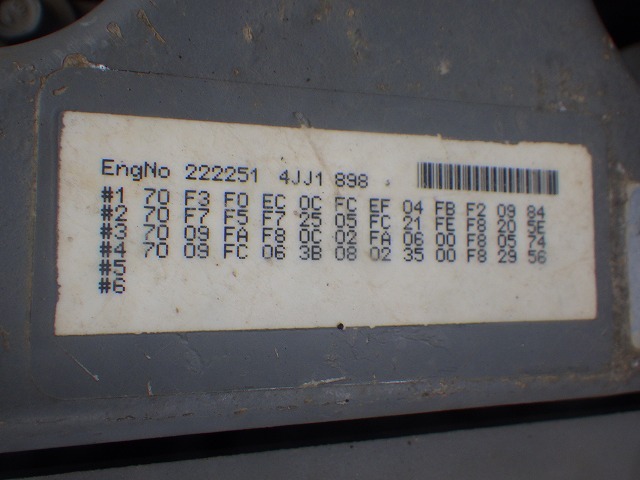 EngNo 222251 4JJ1 898
#1 70 F3 F0 EC 0C FC EF 04 FB F2 09 84
#2 70 F7 F5 F7 25 05 FC 21 FE F8 20 5E
#3 70 09 FA F8 0C 02 FA 06 00 F8 05 74
#4 70 09 FC 06 3B 08 02 35 00 F8 29 56
#5
#6